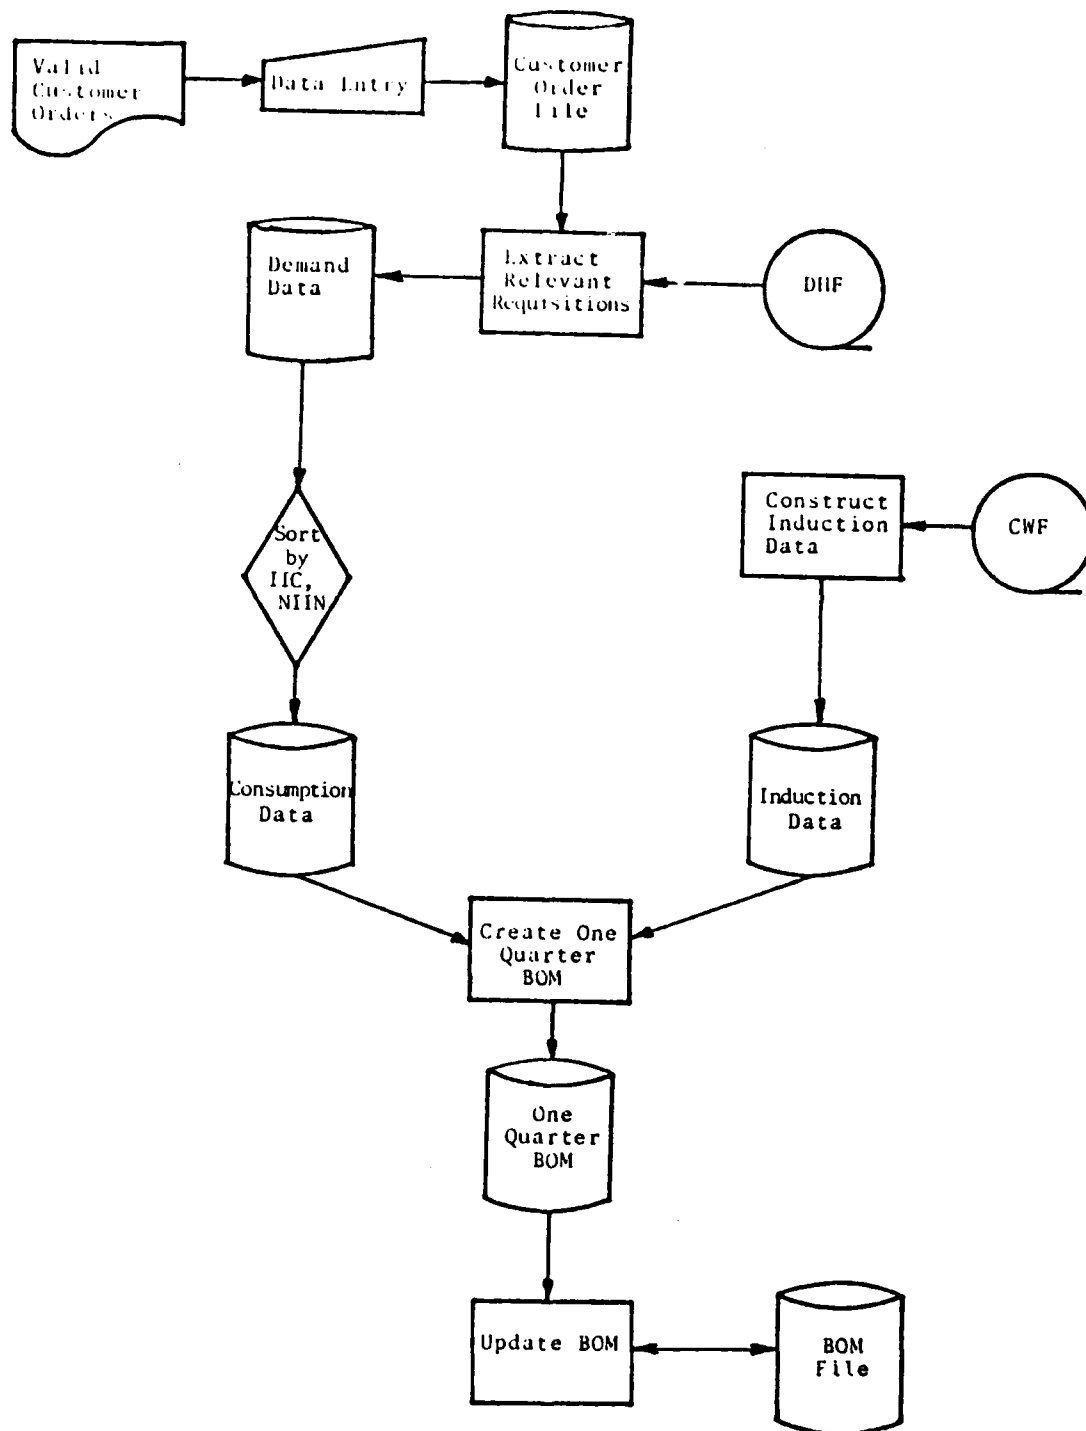 Valid
Customer
Orders
Data Entry
Customer
Order
File
Demand
Data
Extract
Relevant
Requisitions
DHF
Sort
by
IIC,
NIIN
Construct
Induction
Data
CWF
Consumption
Data
Induction
Data
Create One
Quarter
BOM
One
Quarter
BOM
Update BOM
BOM
File